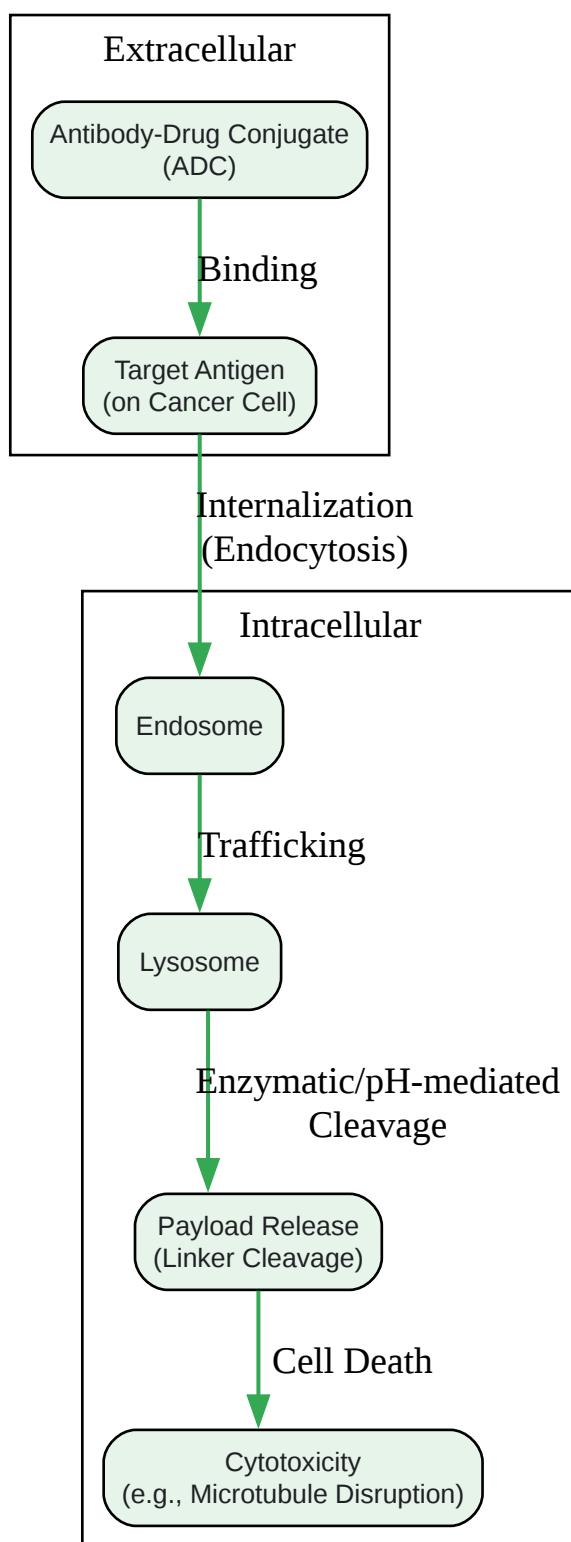 Extracellular
Antibody-Drug Conjugate
(ADC)
Binding
Target Antigen
(on Cancer Cell)
Internalization
(Endocytosis)
Intracellular
Endosome
Trafficking
Lysosome
Enzymatic/pH-mediated
Cleavage
Payload Release
(Linker Cleavage)
Cell Death
Cytotoxicity
(e.g., Microtubule Disruption)